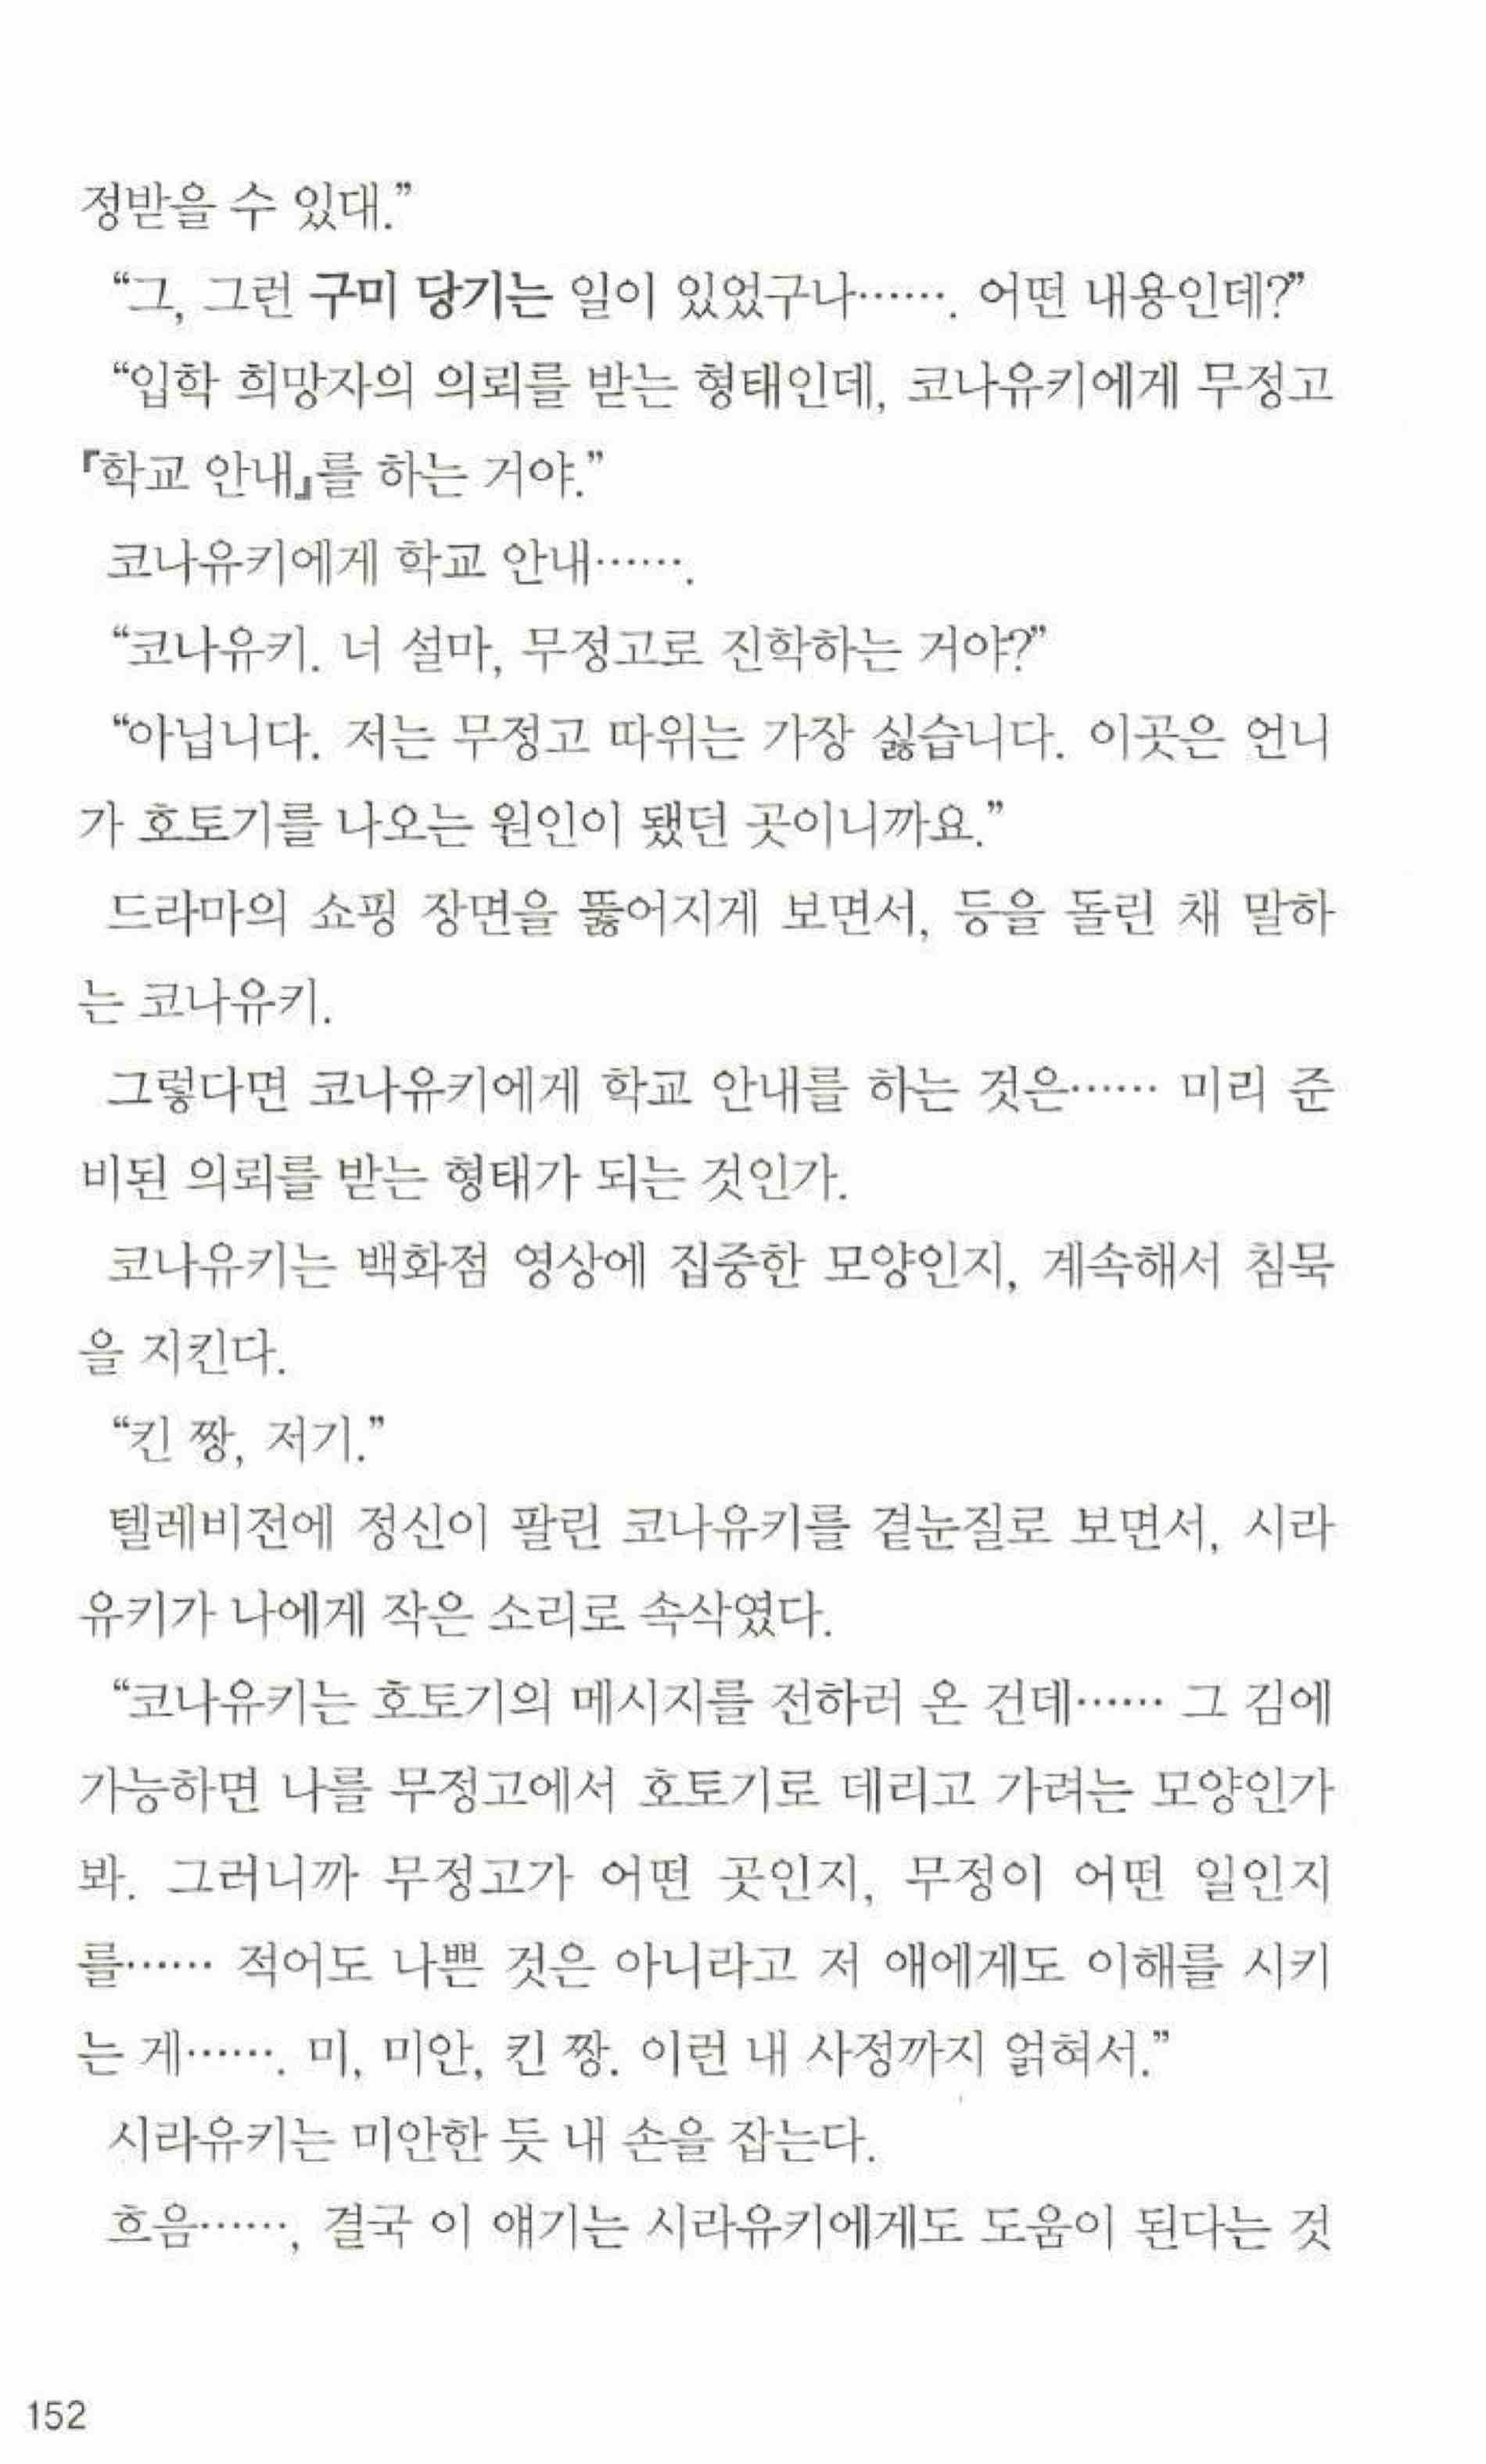 정받을 수 있대.”
“그, 그런 구미 당기는 일이 있었구나……. 어떤 내용인데?”
“입학 희망자의 의뢰를 받는 형태인데, 코나유키에게 무정고
『학교 안내』를 하는 거야.”
코나유키에게 학교 안내…….
“코나유키. 너 설마, 무정고로 진학하는 거야?”
“아닙니다. 저는 무정고 따위는 가장 싫습니다. 이곳은 언니
가 호토기를 나오는 원인이 됐던 곳이니까요.”
드라마의 쇼핑 장면을 뚫어지게 보면서, 등을 돌린 채 말하
는 코나유키.
그렇다면 코나유키에게 학교 안내를 하는 것은…… 미리 준
비된 의뢰를 받는 형태가 되는 것인가.
코나유키는 백화점 영상에 집중한 모양인지, 계속해서 침묵
을 지킨다.
“킨 짱, 저기.”
텔레비전에 정신이 팔린 코나유키를 곁눈질로 보면서, 시라
유키가 나에게 작은 소리로 속삭였다.
“코나유키는 호토기의 메시지를 전하러 온 건데…… 그 김에
가능하면 나를 무정고에서 호토기로 데리고 가려는 모양인가
봐. 그러니까 무정고가 어떤 곳인지, 무정이 어떤 일인지
를…… 적어도 나쁜 것은 아니라고 저 애에게도 이해를 시키
는 게……. 미, 미안, 킨 짱. 이런 내 사정까지 얽혀서.”
시라유키는 미안한 듯 내 손을 잡는다.
흐음……, 결국 이 얘기는 시라유키에게도 도움이 된다는 것
152